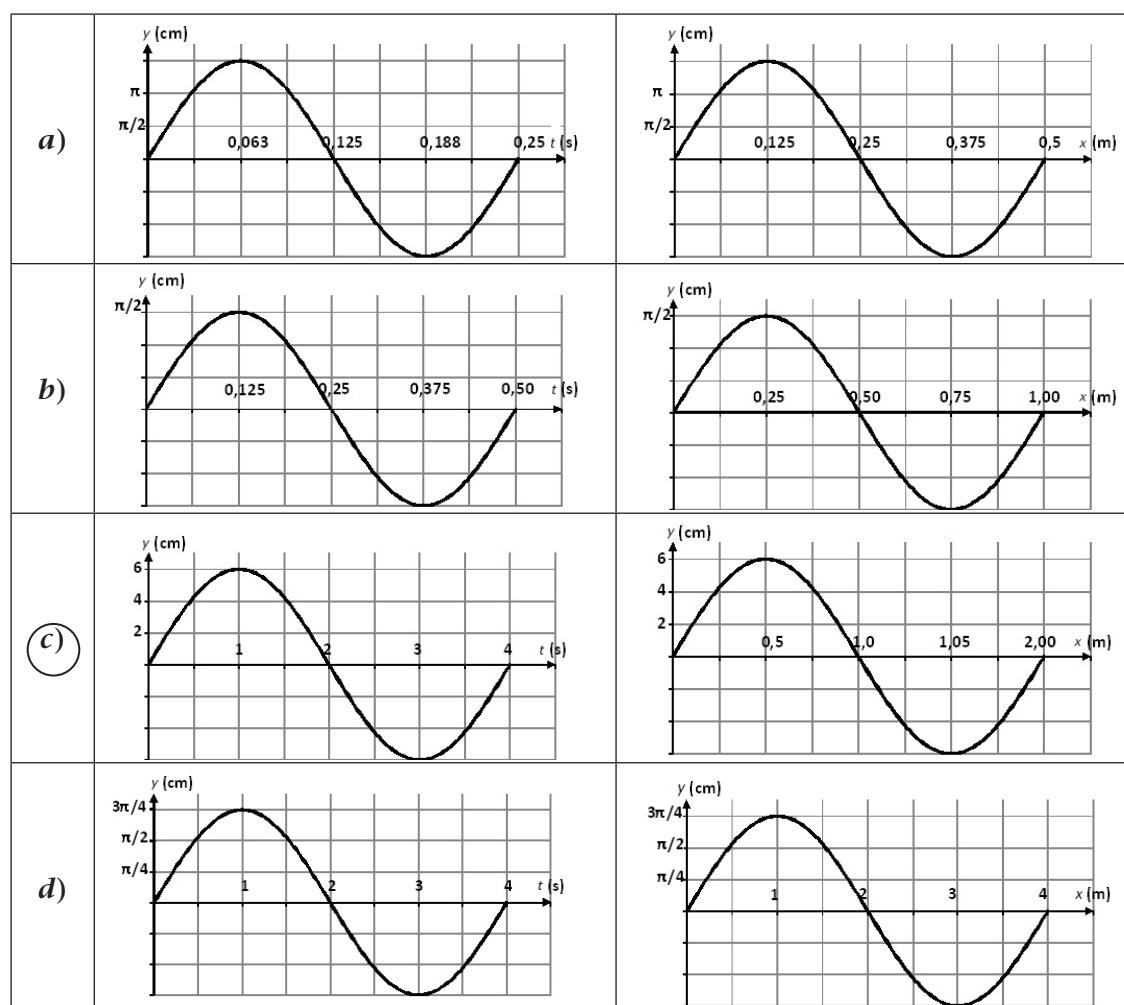 a)
y (cm)
π
π/2
0,063 0,125 0,188 0,25 t (s)
y (cm)
π
π/2
0,125 0,25 0,375 0,5 x (m)
b)
y (cm)
π/2
0,125 0,25 0,375 0,50 t (s)
y (cm)
π/2
0,25 0,50 0,75 1,00 x (m)
c)
y (cm)
6
4
2
1 2 3 4 t (s)
y (cm)
6
4
2
0,5 1,0 1,05 2,00 x (m)
d)
y (cm)
3π/4
π/2
π/4
1 2 3 4 t (s)
y (cm)
3π/4
π/2
π/4
1 2 3 4 x (m)